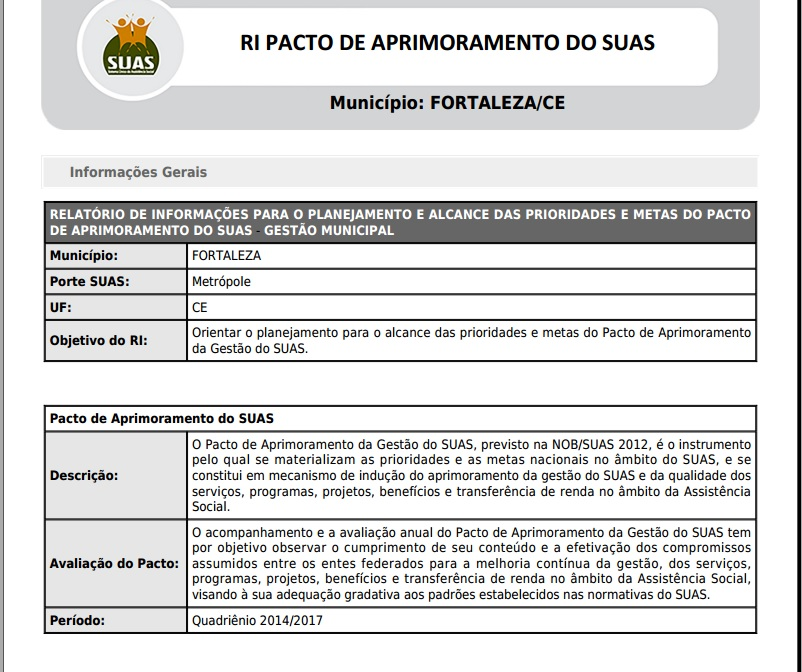 SUAS
RI PACTO DE APRIMORAMENTO DO SUAS
Município: FORTALEZA/CE
Informações Gerais
RELATÓRIO DE INFORMAÇÕES PARA O PLANEJAMENTO E ALCANCE DAS PRIORIDADES E METAS DO PACTO
DE APRIMORAMENTO DO SUAS - GESTÃO MUNICIPAL
Município: FORTALEZA
Porte SUAS: Metrópole
UF: CE
Objetivo do RI: Orientar o planejamento para o alcance das prioridades e metas do Pacto de Aprimoramento
da Gestão do SUAS.
Pacto de Aprimoramento do SUAS
Descrição:
O Pacto de Aprimoramento da Gestão do SUAS, previsto na NOB/SUAS 2012, é o instrumento
pelo qual se materializam as prioridades e as metas nacionais no âmbito do SUAS, e se
constitui em mecanismo de indução do aprimoramento da gestão do SUAS e da qualidade dos
serviços, programas, projetos, benefícios e transferência de renda no âmbito da Assistência
Social.
Avaliação do Pacto:
O acompanhamento e a avaliação anual do Pacto de Aprimoramento da Gestão do SUAS tem
por objetivo observar o cumprimento de seu conteúdo e a efetivação dos compromissos
assumidos entre os entes federados para a melhoria contínua da gestão, dos serviços,
programas, projetos, benefícios e transferência de renda no âmbito da Assistência Social,
visando à sua adequação gradativa aos padrões estabelecidos nas normativas do SUAS.
Período: Quadriênio 2014/2017